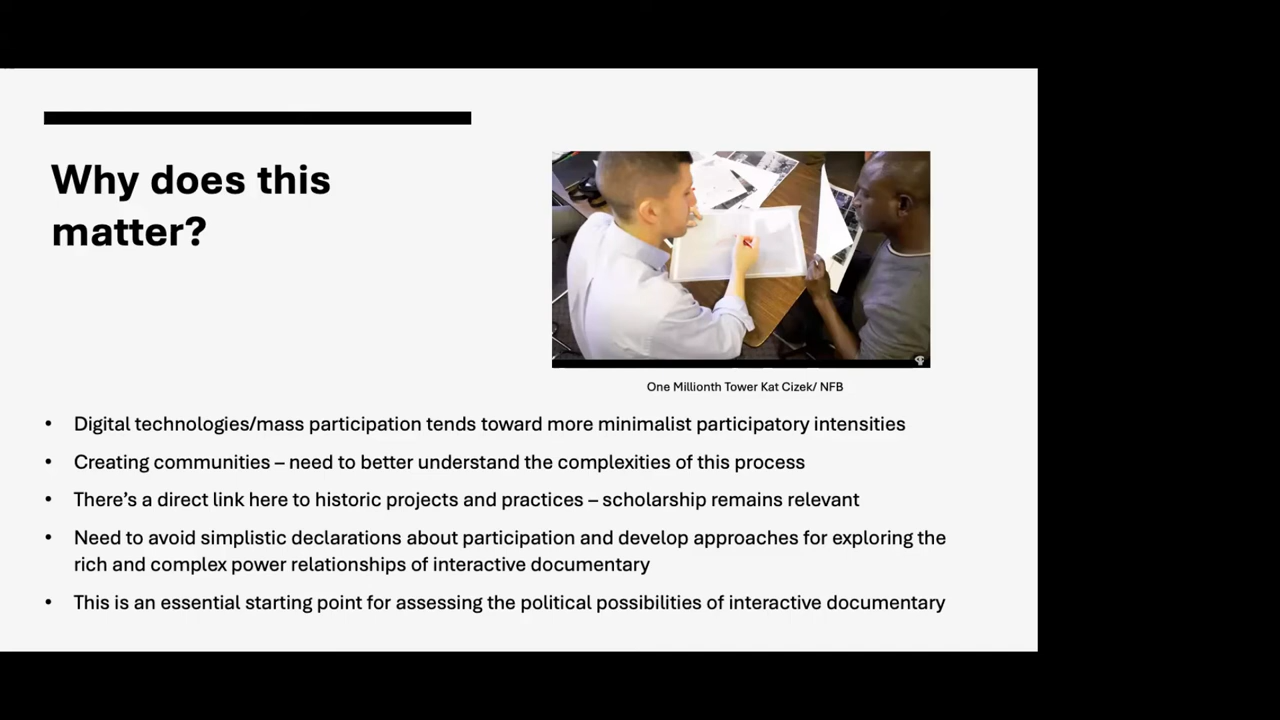 Why does this
matter?
One Millionth Tower Kat Cizek/ NFB
• Digital technologies/mass participation tends toward more minimalist participatory intensities
• Creating communities – need to better understand the complexities of this process
• There’s a direct link here to historic projects and practices – scholarship remains relevant
• Need to avoid simplistic declarations about participation and develop approaches for exploring the
rich and complex power relationships of interactive documentary
• This is an essential starting point for assessing the political possibilities of interactive documentary